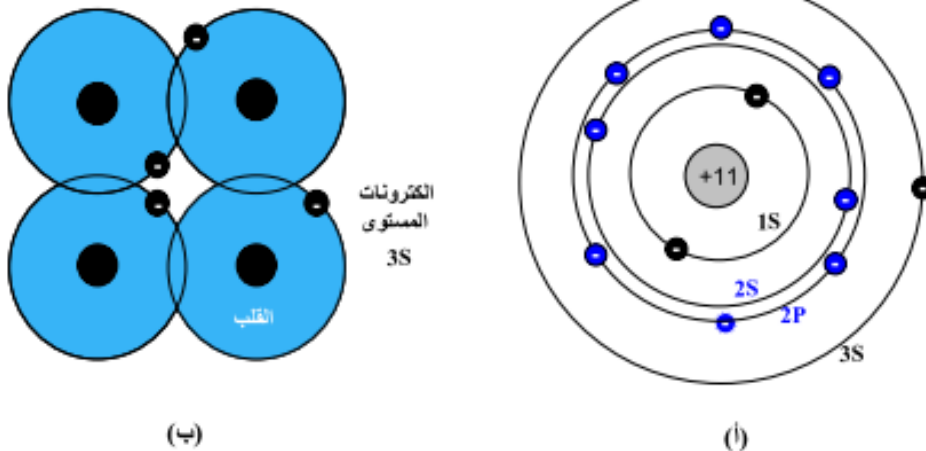 +11
1S
2S
2P
3S
(أ)
الكترونات
المستوى
3S
القلب
(ب)